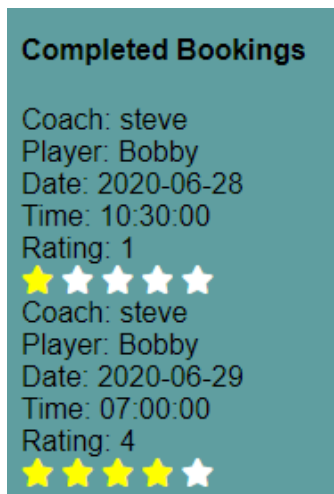 Completed Bookings
Coach: steve
Player: Bobby
Date: 2020-06-28
Time: 10:30:00
Rating: 1
Coach: steve
Player: Bobby
Date: 2020-06-29
Time: 07:00:00
Rating: 4